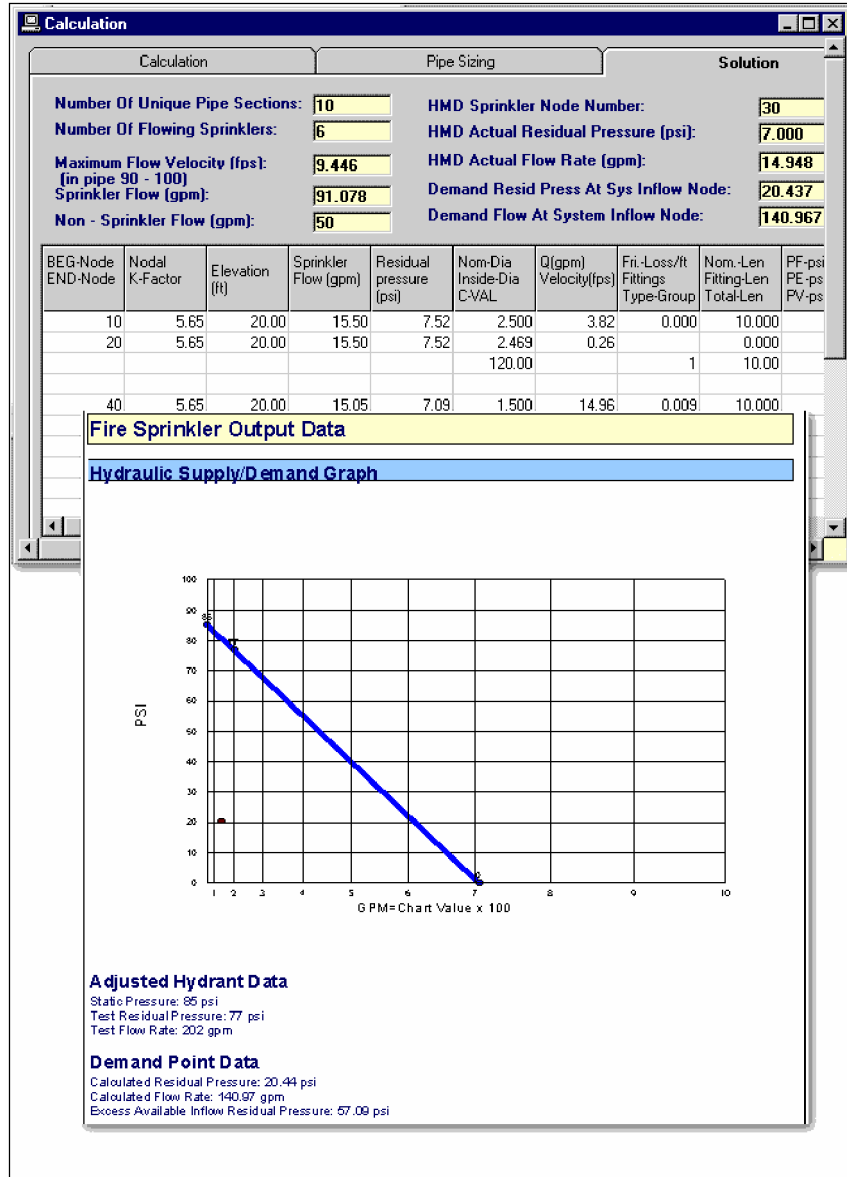 Calculation
Calculation Pipe Sizing Solution
Number Of Unique Pipe Sections: 10
Number Of Flowing Sprinklers: 6
Maximum Flow Velocity (fps): 9.446
(in pipe 90 - 100)
Sprinkler Flow (gpm): 91.078
Non - Sprinkler Flow (gpm): 50
HMD Sprinkler Node Number: 30
HMD Actual Residual Pressure (psi): 7.000
HMD Actual Flow Rate (gpm): 14.948
Demand Resid Press At Sys Inflow Node: 20.437
Demand Flow At System Inflow Node: 140.967
BEG-Node Nodal Elevation Sprinkler Residual Nom-Dia Q(gpm) Fri.-Loss/ft Nom.-Len PF-psi
END-Node K-Factor (ft) Flow (gpm) pressure Inside-Dia Velocity(fps) Fittings Fitting-Len PE-ps
(psi) C-VAL Type-Group Total-Len PV-ps
10 5.65 20.00 15.50 7.52 2.500 3.82 0.000 10.000
20 5.65 20.00 15.50 7.52 2.469 0.26 0.000
120.00 1 10.00
40 5.65 20.00 15.05 7.09 1.500 14.96 0.009 10.000
Fire Sprinkler Output Data
Hydraulic Supply/Demand Graph
100
90
85
80
70
60
PSI
50
40
30
20
10
0
0
1 2 3 4 5 6 7 8 9 10
GPM=Chart Value x 100
Adjusted Hydrant Data
Static Pressure: 85 psi
Test Residual Pressure: 77 psi
Test Flow Rate: 202 gpm
Demand Point Data
Calculated Residual Pressure: 20.44 psi
Calculated Flow Rate: 140.97 gpm
Excess Available Inflow Residual Pressure: 57.09 psi